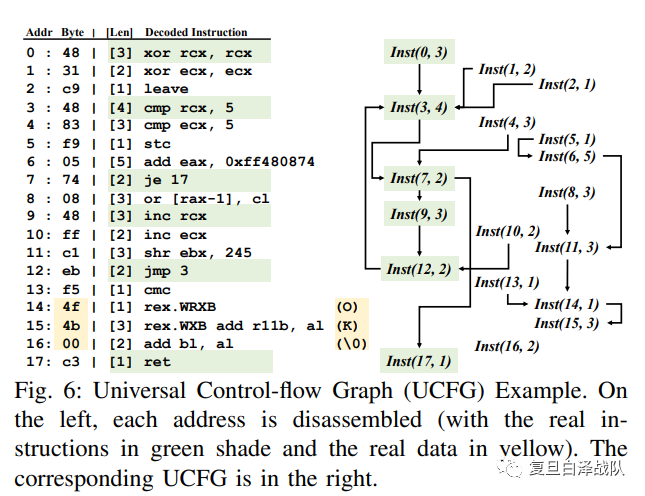 Addr Byte | [Len] Decoded Instruction
0 : 48 | [3] xor rcx, rcx
1 : 31 | [2] xor ecx, ecx
2 : c9 | [1] leave
3 : 48 | [4] cmp rcx, 5
4 : 83 | [3] cmp ecx, 5
5 : f9 | [1] stc
6 : 05 | [5] add eax, 0xff480874
7 : 74 | [2] je 17
8 : 08 | [3] or [rax-1], cl
9 : 48 | [3] inc rcx
10: ff | [2] inc ecx
11: c1 | [3] shr ebx, 245
12: eb | [2] jmp 3
13: f5 | [1] cmc
14: 4f | [1] rex.WRXB (O)
15: 4b | [3] rex.WXB add r11b, al (K)
16: 00 | [2] add bl, al (\0)
17: c3 | [1] ret
Inst(0, 3)
Inst(1, 2)
Inst(2, 1)
Inst(3, 4)
Inst(4, 3)
Inst(5, 1)
Inst(6, 5)
Inst(7, 2)
Inst(8, 3)
Inst(9, 3)
Inst(10, 2)
Inst(11, 3)
Inst(12, 2)
Inst(13, 1)
Inst(14, 1)
Inst(15, 3)
Inst(16, 2)
Inst(17, 1)
Fig. 6: Universal Control-flow Graph (UCFG) Example. On
the left, each address is disassembled (with the real in-
structions in green shade and the real data in yellow). The
corresponding UCFG is in the right.
复旦白泽战队